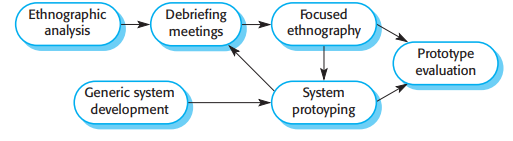 Ethnographic
analysis
Debriefing
meetings
Focused
ethnography
Prototype
evaluation
Generic system
development
System
protoyping